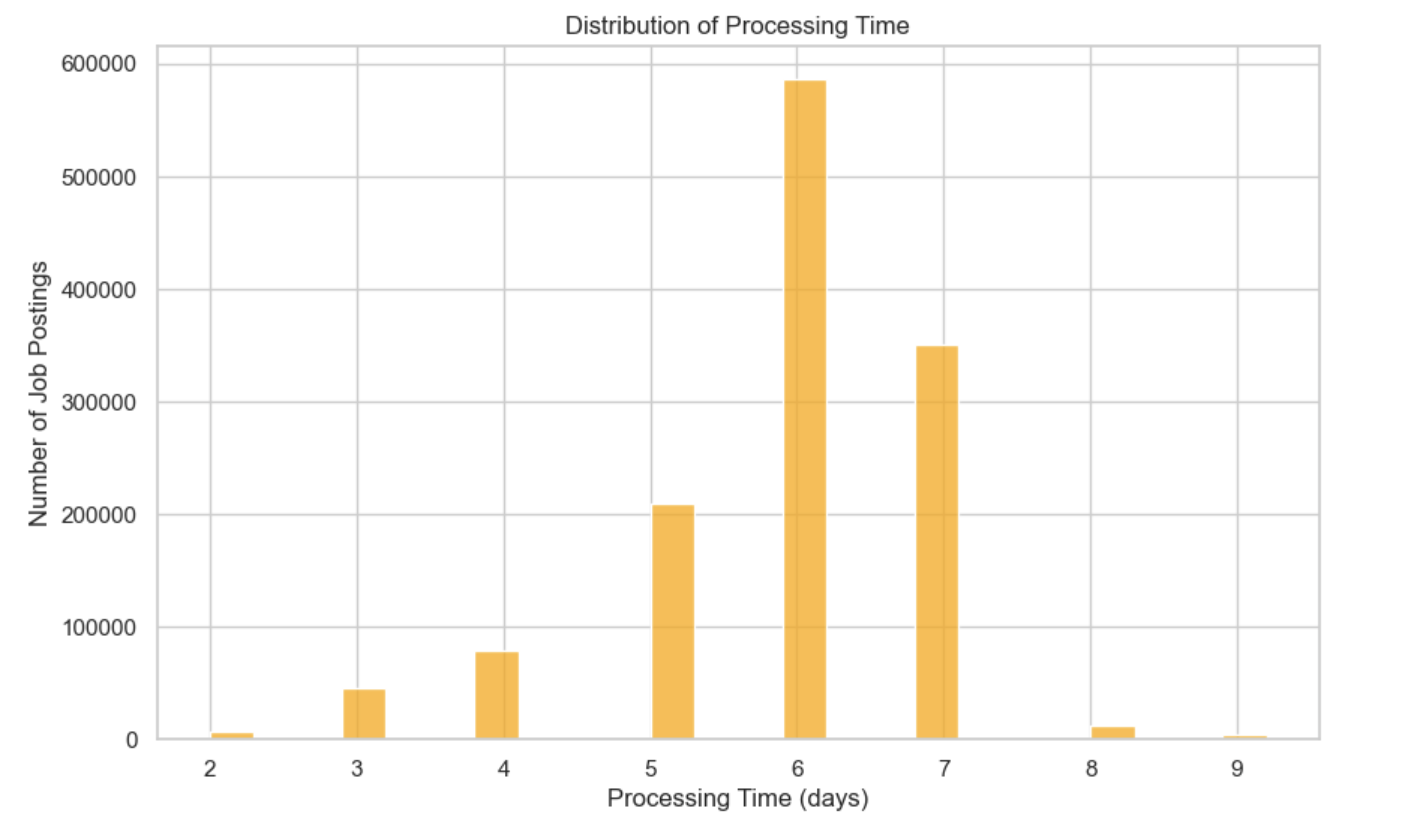 Distribution of Processing Time
600000
500000
400000
300000
200000
100000
0
Number of Job Postings
2 3 4 5 6 7 8 9
Processing Time (days)